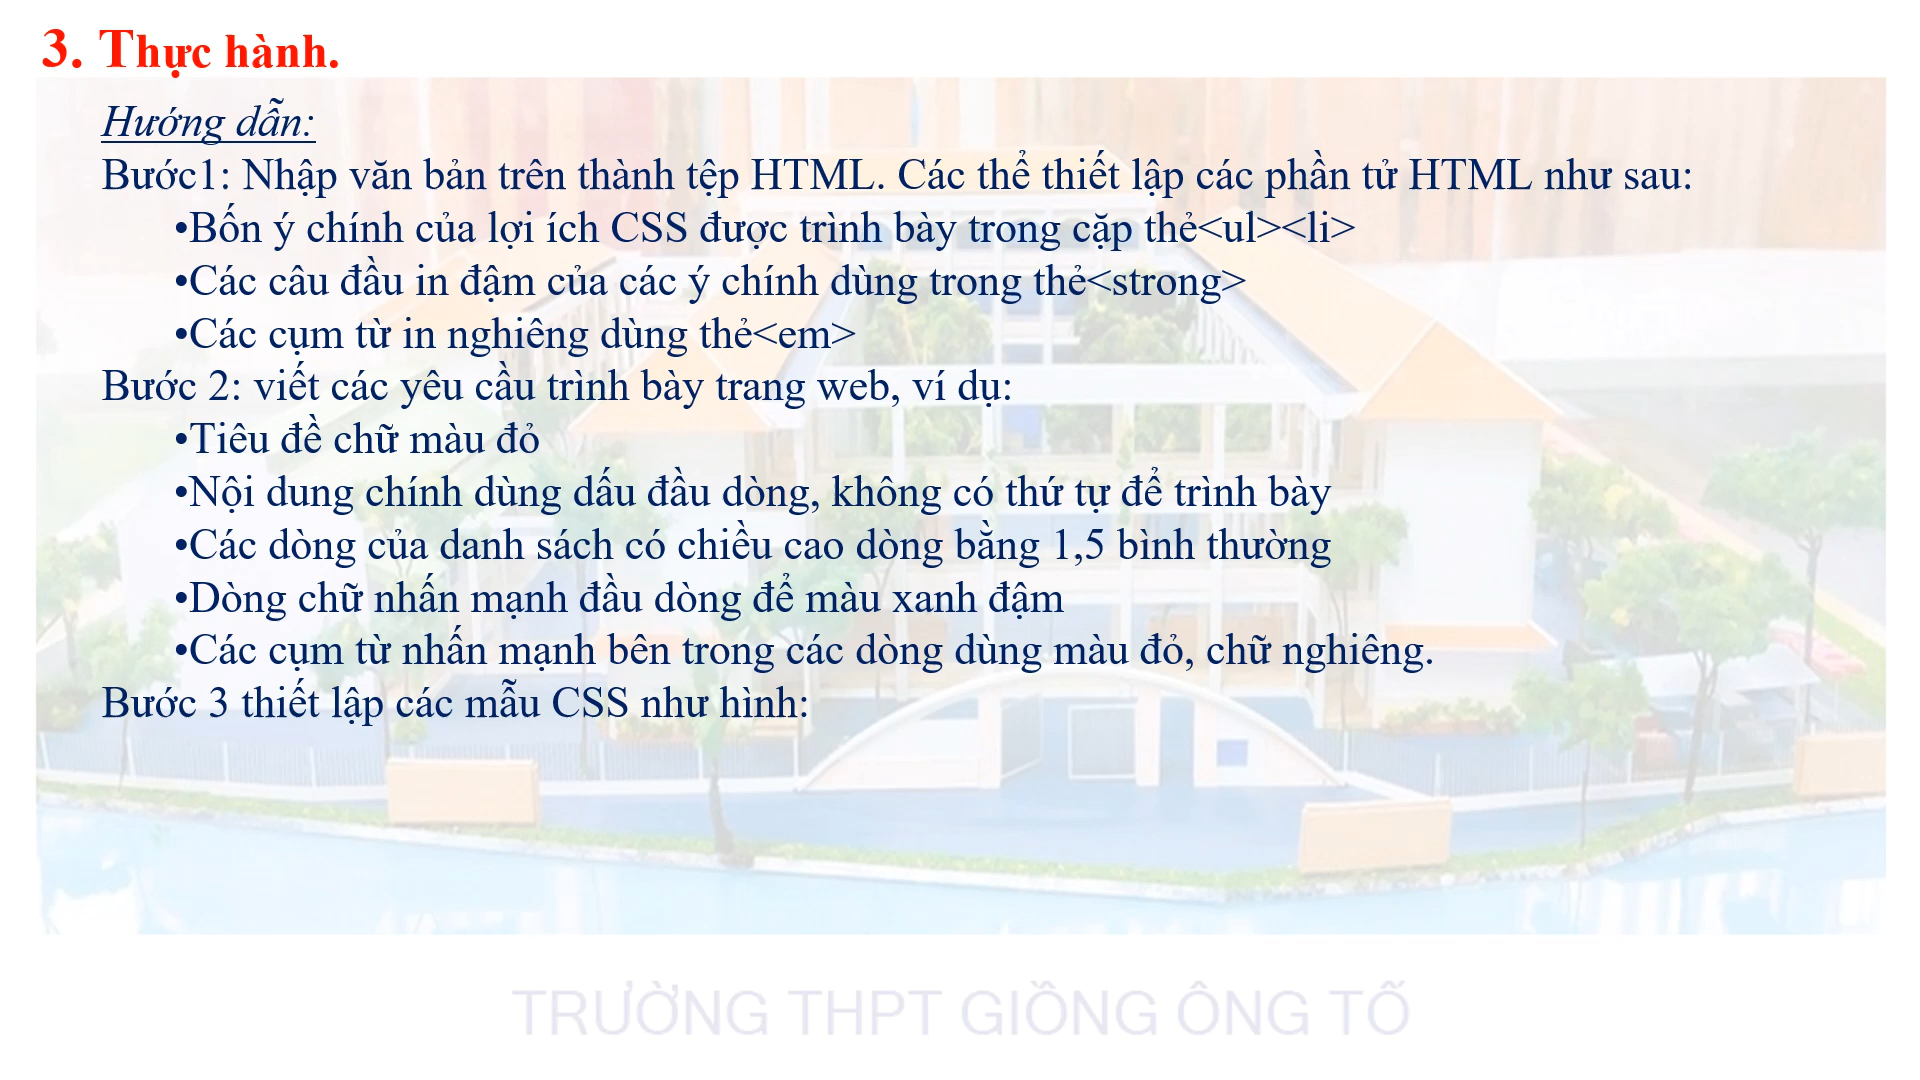 3. Thực hành.
Hướng dẫn:
Bước1: Nhập văn bản trên thành tệp HTML. Các thể thiết lập các phần tử HTML như sau:
•Bốn ý chính của lợi ích CSS được trình bày trong cặp thẻ<ul><li>
•Các câu đầu in đậm của các ý chính dùng trong thẻ<strong>
•Các cụm từ in nghiêng dùng thẻ<em>
Bước 2: viết các yêu cầu trình bày trang web, ví dụ:
•Tiêu đề chữ màu đỏ
•Nội dung chính dùng dấu đầu dòng, không có thứ tự để trình bày
•Các dòng của danh sách có chiều cao dòng bằng 1,5 bình thường
•Dòng chữ nhấn mạnh đầu dòng để màu xanh đậm
•Các cụm từ nhấn mạnh bên trong các dòng dùng màu đỏ, chữ nghiêng.
Bước 3 thiết lập các mẫu CSS như hình:
TRƯỜNG THPT GIỒNG ÔNG TỐ